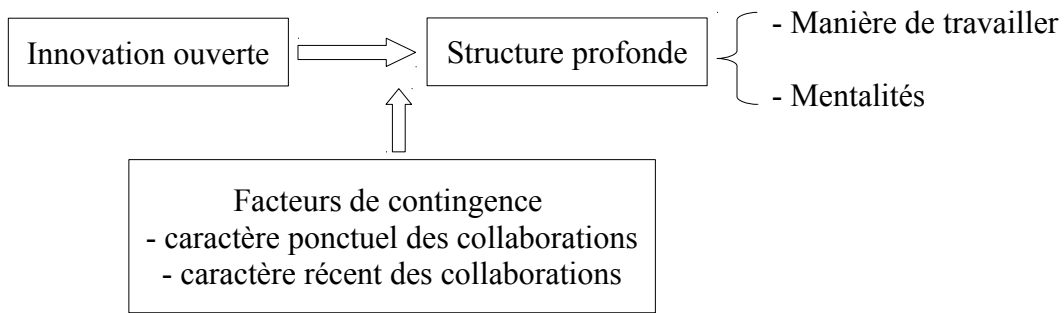 Innovation ouverte
Structure profonde
- Manière de travailler
- Mentalités
Facteurs de contingence
- caractère ponctuel des collaborations
- caractère récent des collaborations